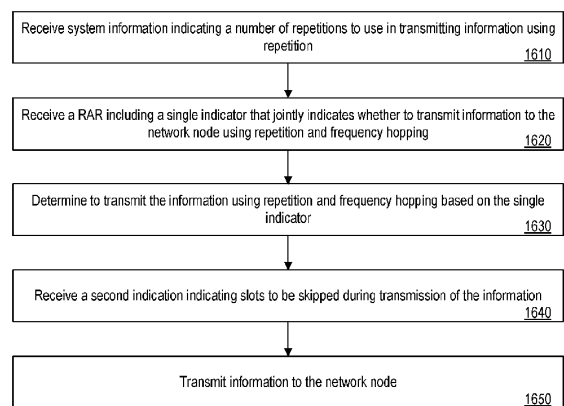 Receive system information indicating a number of repetitions to use in transmitting information using
repetition
1610
Receive a RAR including a single indicator that jointly indicates whether to transmit information to the
network node using repetition and frequency hopping
1620
Determine to transmit the information using repetition and frequency hopping based on the single
indicator
1630
Receive a second indication indicating slots to be skipped during transmission of the information
1640
Transmit information to the network node
1650